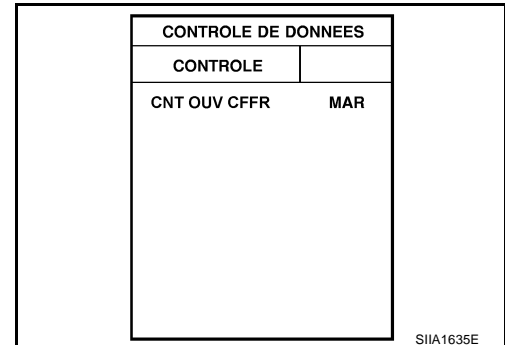 CONTROLE DE DONNEES
CONTROLE
CNT OUV CFFR MAR
SIIA1635E